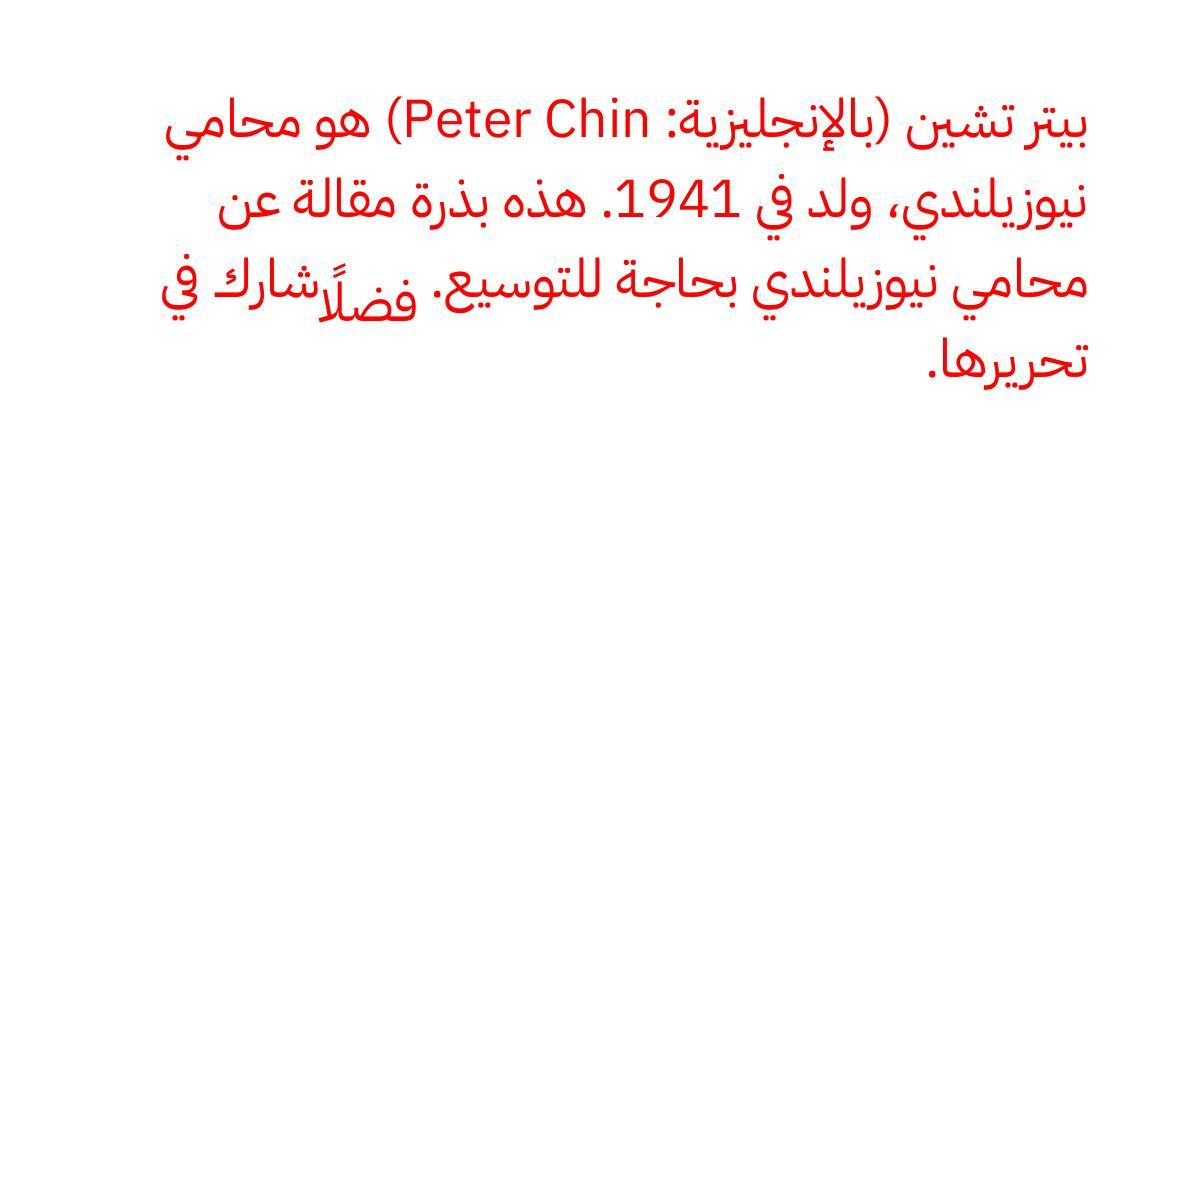 بيتر تشين (بالإنجليزية: Peter Chin) هو محامي
نيوزيلندي، ولد في 1941. هذه بذرة مقالة عن
محامي نيوزيلندي بحاجة للتوسيع. فضلًا شارك في
تحريرها.